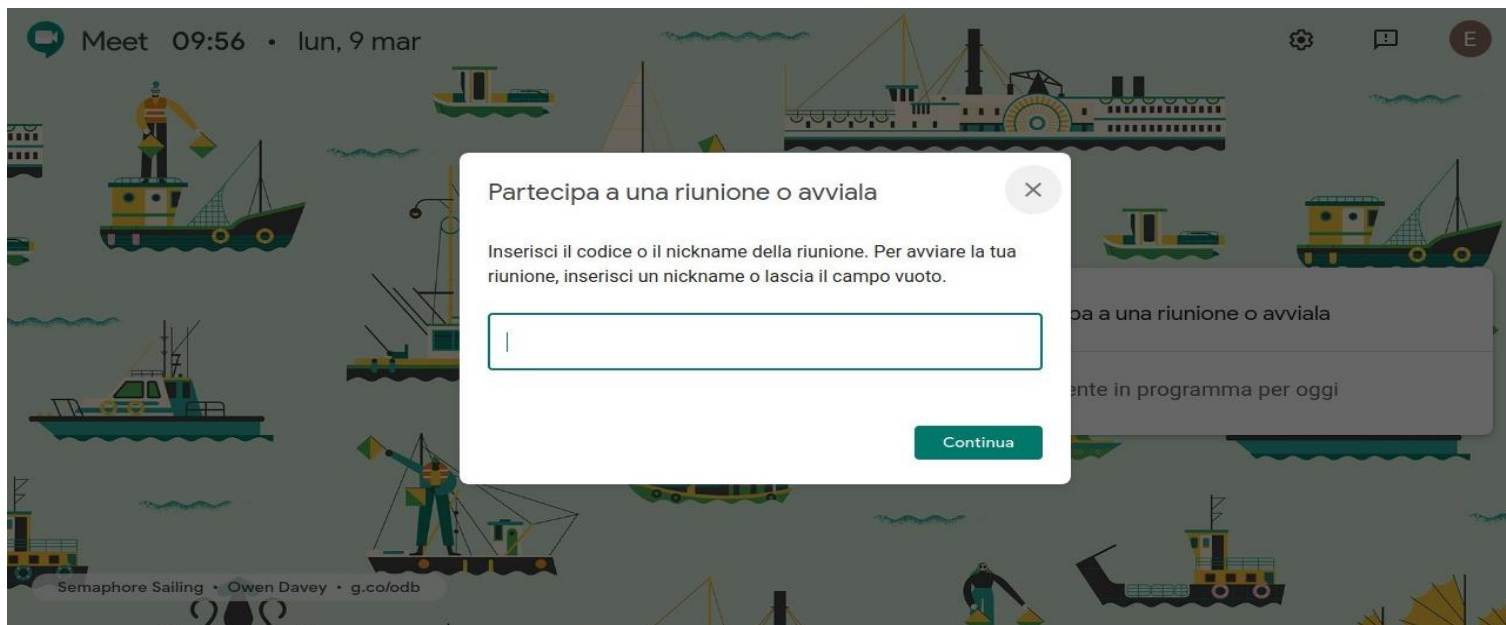 Meet 09:56 • lun, 9 mar
E
Partecipa a una riunione o avviala
Inserisci il codice o il nickname della riunione. Per avviare la tua
riunione, inserisci un nickname o lascia il campo vuoto.
pa a una riunione o avviala
ente in programma per oggi
Continua
Semaphore Sailing • Owen Davey • g.co/odb